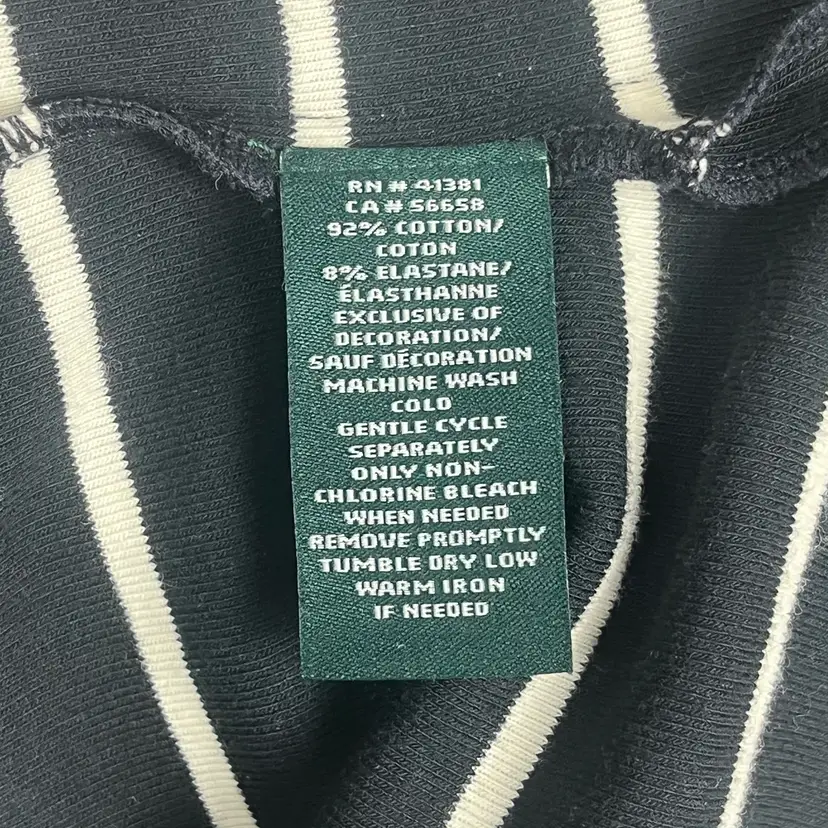 RN # 41381
CA # 56658
92% COTTON/
COTON
8% ELASTANE/
ÉLASTHANNE
EXCLUSIVE OF
DECORATION/
SAUF DÉCORATION
MACHINE WASH
COLD
GENTLE CYCLE
SEPARATELY
ONLY NON-
CHLORINE BLEACH
WHEN NEEDED
REMOVE PROMPTLY
TUMBLE DRY LOW
WARM IRON
IF NEEDED